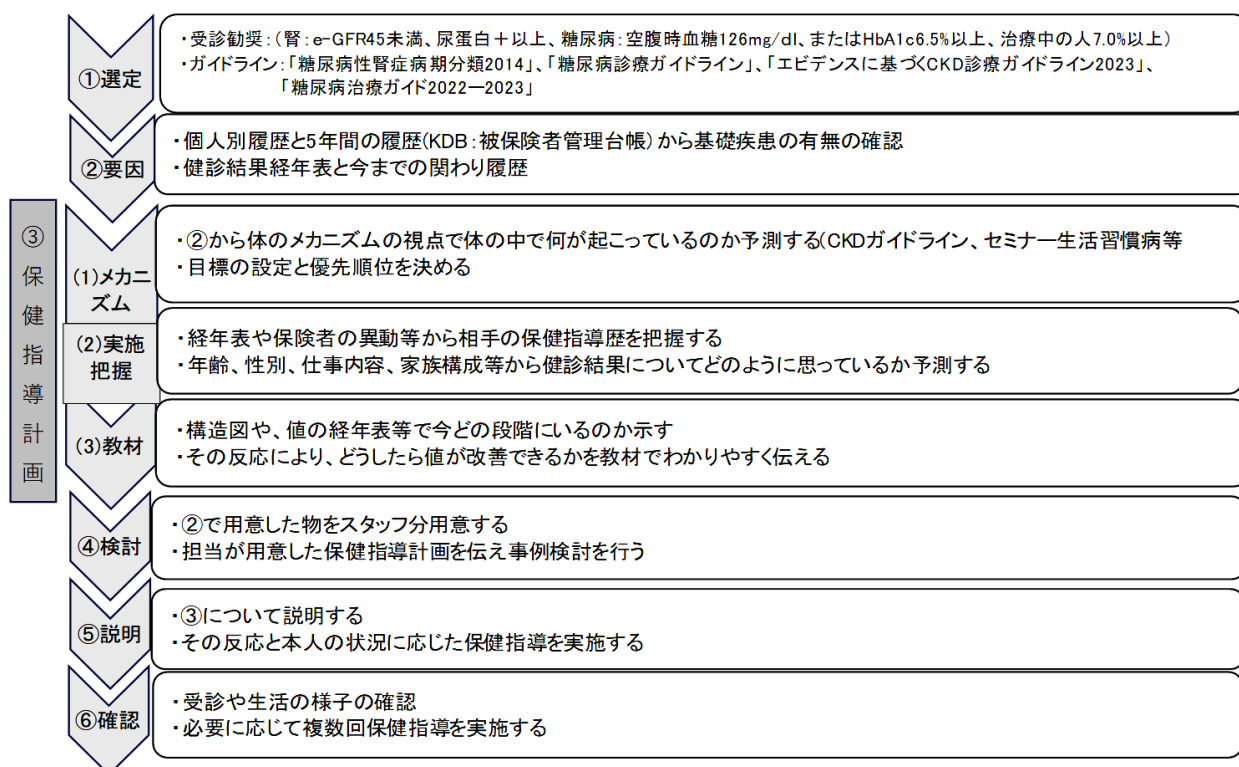 ①選定
・受診勧奨：（腎：e-GFR45未満、尿蛋白＋以上、糖尿病：空腹時血糖126mg/dl、またはHbA1c6.5%以上、治療中の人7.0%以上）
・ガイドライン：「糖尿病性腎症病期分類2014」、「糖尿病診療ガイドライン」、「エビデンスに基づくCKD診療ガイドライン2023」、
「糖尿病治療ガイド2022ー2023」
②要因
・個人別履歴と5年間の履歴(KDB：被保険者管理台帳)から基礎疾患の有無の確認
・健診結果経年表と今までの関わり履歴
③保健指導計画
(1)メカニ
ズム
・②から体のメカニズムの視点で体の中で何が起こっているのか予測する(CKDガイドライン、セミナー生活習慣病等
・目標の設定と優先順位を決める
(2)実施
把握
・経年表や保険者の異動等から相手の保健指導歴を把握する
・年齢、性別、仕事内容、家族構成等から健診結果についてどのように思っているか予測する
(3)教材
・構造図や、値の経年表等で今どの段階にいるのか示す
・その反応により、どうしたら値が改善できるかを教材でわかりやすく伝える
④検討
・②で用意した物をスタッフ分用意する
・担当が用意した保健指導計画を伝え事例検討を行う
⑤説明
・③について説明する
・その反応と本人の状況に応じた保健指導を実施する
⑥確認
・受診や生活の様子の確認
・必要に応じて複数回保健指導を実施する